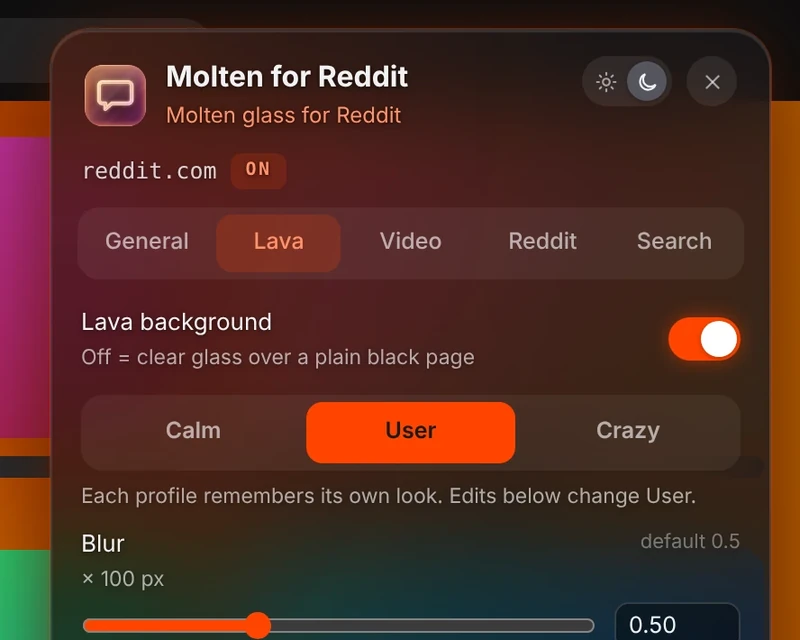 Molten for Reddit
Molten glass for Reddit
reddit.com ON
General Lava Video Reddit Search
Lava background
Off = clear glass over a plain black page
Calm User Crazy
Each profile remembers its own look. Edits below change User.
Blur default 0.5
× 100 px
0.50